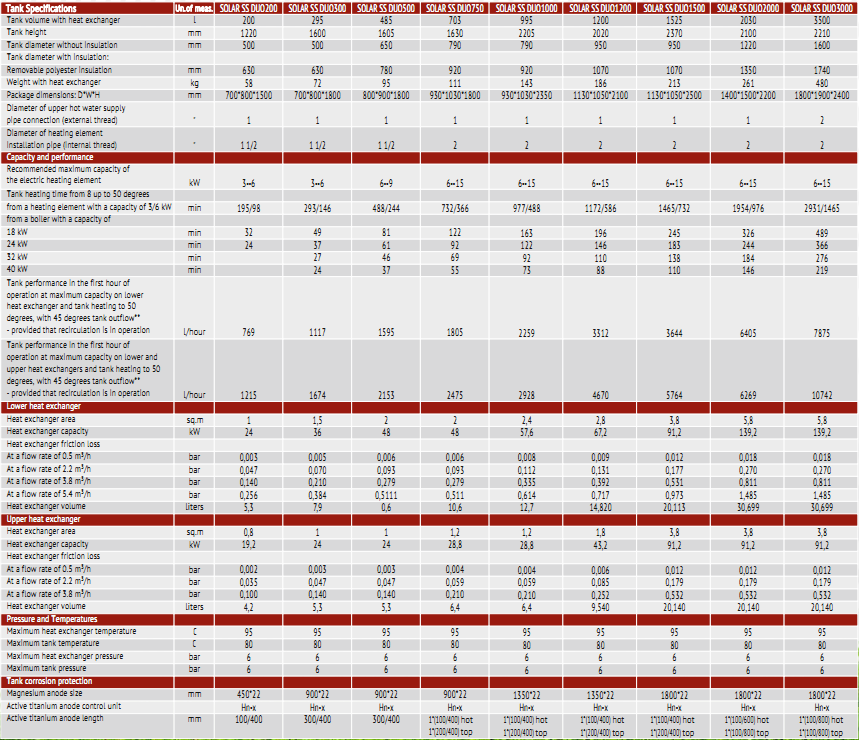 Tank Specifications Un.of meas. SOLAR SS DUO200 SOLAR SS DUO300 SOLAR SS DUO500 SOLAR SS DUO750 SOLAR SS DUO1000 SOLAR SS DUO1200 SOLAR SS DUO1500 SOLAR SS DUO2000 SOLAR SS DUO3000
Tank volume with heat exchanger l 200 295 485 703 995 1200 1525 2030 3500
Tank height mm 1220 1600 1605 1630 2205 2020 2370 2100 2210
Tank diameter without insulation mm 500 500 650 790 790 950 950 1220 1600
Tank diameter with insulation:
Removable polyester insulation mm 630 630 780 920 920 1070 1070 1350 1740
Weight with heat exchanger kg 58 72 95 111 143 186 213 261 480
Package dimensions: D*W*H mm 700*800*1500 700*800*1800 800*900*1800 930*1030*1800 930*1030*2350 1130*1050*2100 1130*1050*2500 1400*1500*2200 1800*1900*2400
Diameter of upper hot water supply
pipe connection (external thread) " 1 1 1 1 1 1 1 1 2
Diameter of heating element
installation pipe (internal thread) " 1 1/2 1 1/2 1 1/2 2 2 2 2 2 2
Capacity and performance
Recommended maximum capacity of
the electric heating element kW 3--6 3--6 6--9 6--15 6--15 6--15 6--15 6--15 6--15
Tank heating time from 8 up to 50 degrees
from a heating element with a capacity of 3/6 kW min 195/98 293/146 488/244 732/366 977/488 1172/586 1465/732 1954/976 2931/1465
from a boiler with a capacity of
18 kW min 32 49 81 122 163 195 245 326 489
24 kW min 24 37 61 92 122 146 183 244 366
32 kW min 27 46 69 92 110 138 184 276
40 kW min 24 37 55 73 88 110 146 219
Tank performance in the first hour of
operation at maximum capacity on lower
heat exchanger and tank heating to 50
degrees, with 45 degrees tank outflow**
- provided that recirculation is in operation l/hour 769 1117 1595 1805 2259 3312 3644 6405 7875
Tank performance in the first hour of
operation at maximum capacity on lower and
upper heat exchangers and tank heating to 50
degrees, with 45 degrees tank outflow**
- provided that recirculation is in operation l/hour 1215 1674 2153 2475 2928 4670 5764 6269 10742
Lower heat exchanger
Heat exchanger area sq.m 1 1,5 2 2 2,4 2,8 3,8 5,8 5,8
Heat exchanger capacity kW 24 36 48 48 57,6 67,2 91,2 139,2 139,2
Heat exchanger friction loss
At a flow rate of 0.5 m³/h bar 0,003 0,005 0,006 0,006 0,008 0,009 0,012 0,018 0,018
At a flow rate of 2.2 m³/h bar 0,047 0,070 0,093 0,093 0,112 0,131 0,177 0,270 0,270
At a flow rate of 3.8 m³/h bar 0,140 0,210 0,279 0,279 0,335 0,392 0,531 0,811 0,811
At a flow rate of 5.4 m³/h bar 0,256 0,384 0,5111 0,511 0,614 0,717 0,973 1,485 1,485
Heat exchanger volume liters 5,3 7,9 0,6 10,6 12,7 14,820 20,113 30,699 30,699
Upper heat exchanger
Heat exchanger area sq.m 0,8 1 1 1,2 1,2 1,8 3,8 3,8 3,8
Heat exchanger capacity kW 19,2 24 24 28,8 28,8 43,2 91,2 91,2 91,2
Heat exchanger friction loss
At a flow rate of 0.5 m³/h bar 0,002 0,003 0,003 0,004 0,004 0,006 0,012 0,012 0,012
At a flow rate of 2.2 m³/h bar 0,035 0,047 0,047 0,059 0,059 0,085 0,179 0,179 0,179
At a flow rate of 3.8 m³/h bar 0,100 0,140 0,140 0,210 0,210 0,252 0,532 0,532 0,532
Heat exchanger volume liters 4,2 5,3 5,3 6,4 6,4 9,540 20,140 20,140 20,140
Pressure and Temperatures
Maximum heat exchanger temperature C 95 95 95 95 95 95 95 95 95
Maximum tank temperature C 80 80 80 80 80 80 80 80 80
Maximum heat exchanger pressure bar 6 6 6 6 6 6 6 6 6
Maximum tank pressure bar 6 6 6 6 6 6 6 6 6
Tank corrosion protection
Magnesium anode size mm 450*22 900*22 900*22 900*22 1350*22 1350*22 1800*22 1800*22 1800*22
Active titanium anode control unit Hn-x Hn-x Hn-x Hn-x Hn-x Hn-x Hn-x Hn-x Hn-x
Active titanium anode length mm 100/400 300/400 300/400 1"(100/400) hot 1"(100/400) hot 1"(100/400) hot 1"(100/400) hot 1"(100/600) hot 1"(100/800) hot
1"(200/400) top 1"(200/400) top 1"(200/400) top 1"(200/400) top 1"(100/600) top 1"(100/800) top